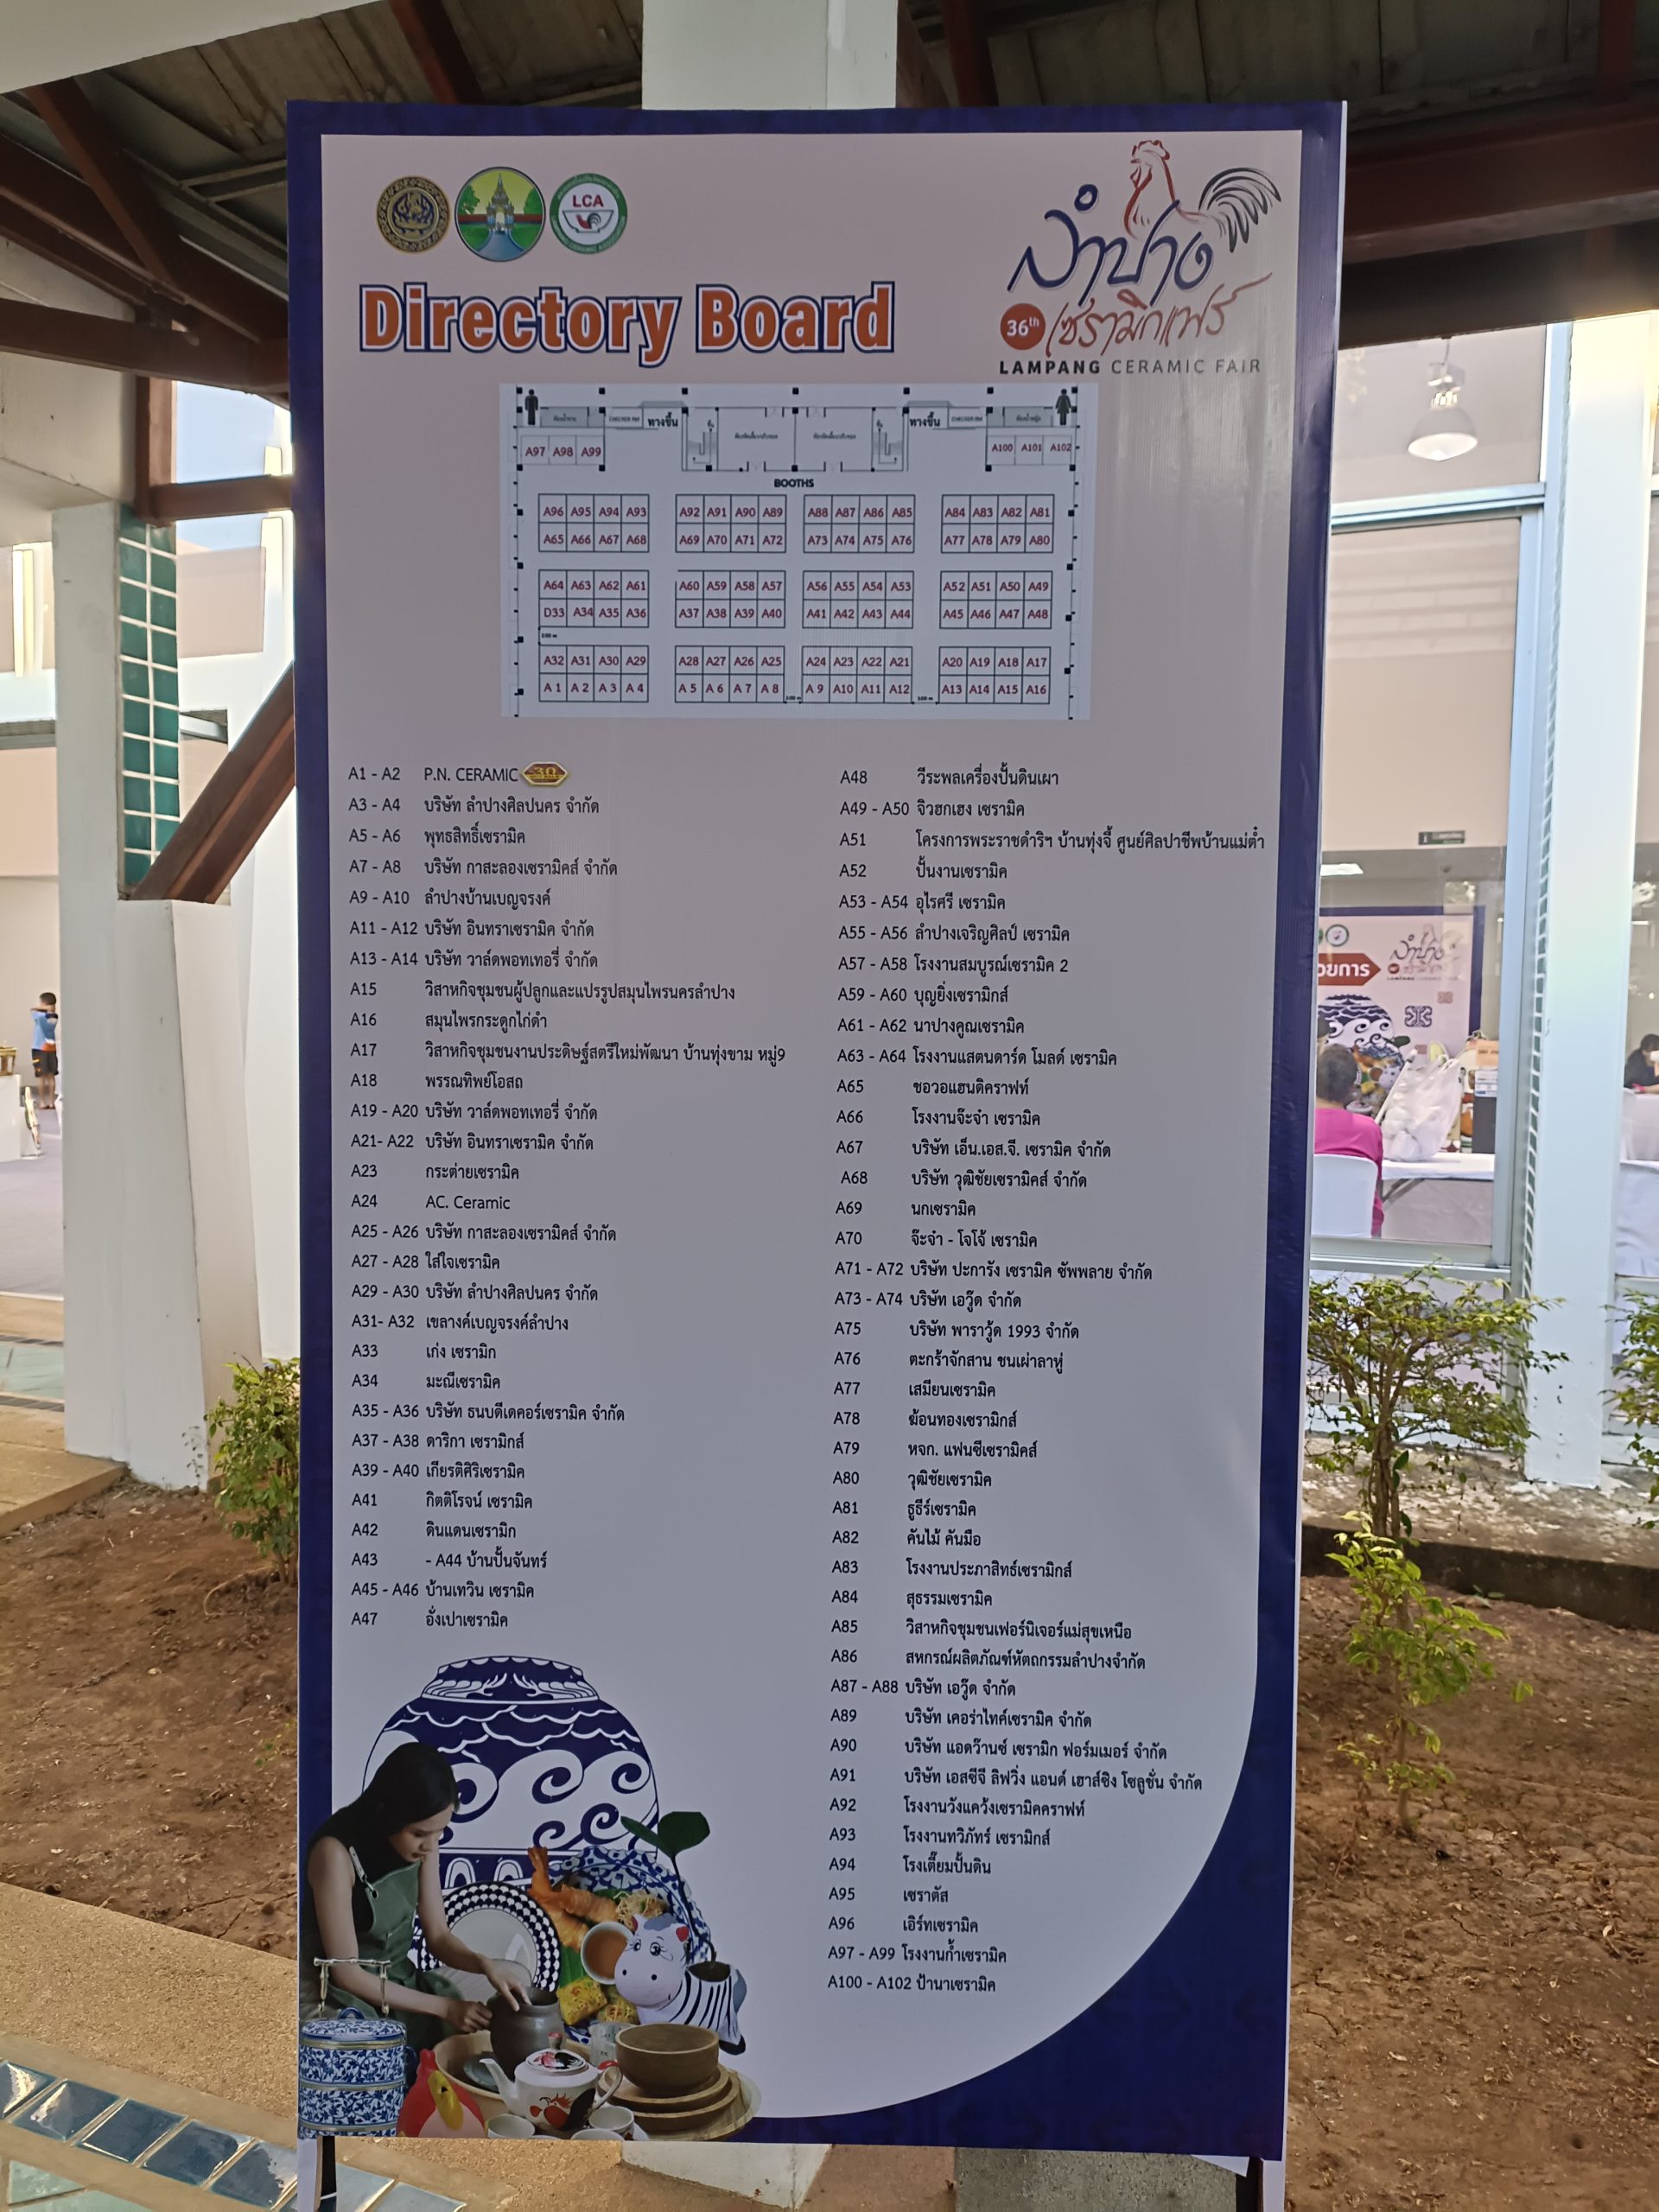 LCA
ลำปาง
36th เซรามิกแฟร์
LAMPANG CERAMIC FAIR
Directory Board
ทางขึ้น
ทางขึ้น
A97 A98 A99
A100 A101 A102
BOOTHS
A96 A95 A94 A93 A92 A91 A90 A89 A88 A87 A86 A85 A84 A83 A82 A81
A65 A66 A67 A68 A69 A70 A71 A72 A73 A74 A75 A76 A77 A78 A79 A80
A64 A63 A62 A61 A60 A59 A58 A57 A56 A55 A54 A53 A52 A51 A50 A49
D33 A34 A35 A36 A37 A38 A39 A40 A41 A42 A43 A44 A45 A46 A47 A48
A32 A31 A30 A29 A28 A27 A26 A25 A24 A23 A22 A21 A20 A19 A18 A17
A 1 A 2 A 3 A 4 A 5 A 6 A 7 A 8 A 9 A10 A11 A12 A13 A14 A15 A16
A1 - A2 P.N. CERAMIC
A3 - A4 บริษัท ลำปางศิลปนคร จำกัด
A5 - A6 พุทธสิทธิ์เซรามิค
A7 - A8 บริษัท กาสะลองเซรามิคส์ จำกัด
A9 - A10 ลำปางบ้านเบญจรงค์
A11 - A12 บริษัท อินทราเซรามิค จำกัด
A13 - A14 บริษัท วาล์ดพอทเทอรี่ จำกัด
A15 วิสาหกิจชุมชนผู้ปลูกและแปรรูปสมุนไพรนครลำปาง
A16 สมุนไพรกระดูกไก่ดำ
A17 วิสาหกิจชุมชนงานประดิษฐ์สตรีใหม่พัฒนา บ้านทุ่งขาม หมู่9
A18 พรรณทิพย์โอสถ
A19 - A20 บริษัท วาล์ดพอทเทอรี่ จำกัด
A21- A22 บริษัท อินทราเซรามิค จำกัด
A23 กระต่ายเซรามิค
A24 AC. Ceramic
A25 - A26 บริษัท กาสะลองเซรามิคส์ จำกัด
A27 - A28 ใส่ใจเซรามิค
A29 - A30 บริษัท ลำปางศิลปนคร จำกัด
A31- A32 เขลางค์เบญจรงค์ลำปาง
A33 เก่ง เซรามิก
A34 มะณีเซรามิค
A35 - A36 บริษัท ธนบดีเดคอร์เซรามิค จำกัด
A37 - A38 ดาริกา เซรามิกส์
A39 - A40 เกียรติศิริเซรามิค
A41 กิตติโรจน์ เซรามิค
A42 ดินแดนเซรามิก
A43 - A44 บ้านปั้นจันทร์
A45 - A46 บ้านเทวิน เซรามิค
A47 อั่งเปาเซรามิค
A48 วีระพลเครื่องปั้นดินเผา
A49 - A50 จิวฮกเฮง เซรามิค
A51 โครงการพระราชดำริฯ บ้านทุ่งจี้ ศูนย์ศิลปาชีพบ้านแม่ต๋ำ
A52 ปั้นงานเซรามิค
A53 - A54 อุไรศรี เซรามิค
A55 - A56 ลำปางเจริญศิลป์ เซรามิค
A57 - A58 โรงงานสมบูรณ์เซรามิค 2
A59 - A60 บุญยิ่งเซรามิกส์
A61 - A62 นาปางคูณเซรามิค
A63 - A64 โรงงานแสตนดาร์ด โมลด์ เซรามิค
A65 ชอวอแฮนดิคราฟท์
A66 โรงงานจ๊ะจ๋า เซรามิค
A67 บริษัท เอ็น.เอส.จี. เซรามิค จำกัด
A68 บริษัท วุฒิชัยเซรามิคส์ จำกัด
A69 นกเซรามิค
A70 จ๊ะจ๋า - โจโจ้ เซรามิค
A71 - A72 บริษัท ปะการัง เซรามิค ซัพพลาย จำกัด
A73 - A74 บริษัท เอวู๊ด จำกัด
A75 บริษัท พาราวู้ด 1993 จำกัด
A76 ตะกร้าจักสาน ชนเผ่าลาหู่
A77 เสมียนเซรามิค
A78 ฆ้อนทองเซรามิกส์
A79 หจก. แฟนซีเซรามิคส์
A80 วุฒิชัยเซรามิค
A81 ธูธีร์เซรามิค
A82 คันไม้ คันมือ
A83 โรงงานประภาสิทธ์เซรามิกส์
A84 สุธรรมเซรามิค
A85 วิสาหกิจชุมชนเฟอร์นิเจอร์แม่สุขเหนือ
A86 สหกรณ์ผลิตภัณฑ์หัตถกรรมลำปางจำกัด
A87 - A88 บริษัท เอวู๊ด จำกัด
A89 บริษัท เคอร่าไทค์เซรามิค จำกัด
A90 บริษัท แอดว๊านซ์ เซรามิก ฟอร์มเมอร์ จำกัด
A91 บริษัท เอสซีจี ลิฟวิ่ง แอนด์ เฮาส์ซิง โซลูชั่น จำกัด
A92 โรงงานวังแคว้งเซรามิคคราฟท์
A93 โรงงานทวิภัทร์ เซรามิกส์
A94 โรงเตี๊ยมปั้นดิน
A95 เซราตัส
A96 เอิร์ทเซรามิค
A97 - A99 โรงงานก้ำเซรามิค
A100 - A102 ป้านาเซรามิค